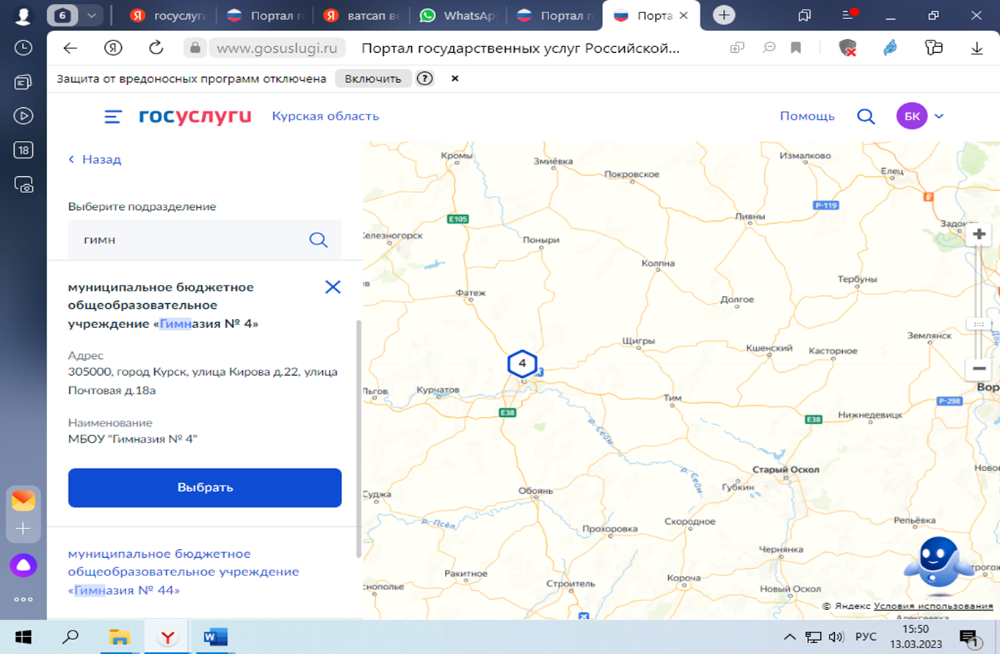 6
госуслуги
Портал г
ватсап ве
WhatsAp
Портал г
Порта
www.gosuslugi.ru
Портал государственных услуг Российской...
Защита от вредоносных программ отключена
Включить
?
18
госуслуги
Курская область
Помощь
БК
Назад
Выберите подразделение
гимн
муниципальное бюджетное
общеобразовательное
учреждение «Гимназия № 4»
Адрес
305000, город Курск, улица Кирова д.22, улица
Почтовая д.18а
Наименование
МБОУ "Гимназия № 4"
Выбрать
муниципальное бюджетное
общеобразовательное учреждение
«Гимназия № 44»
Кромы
Змиёвка
Покровское
Измалково
Елец
Р-119
Е105
Ливны
Задонск
Железногорск
Поныри
Колпна
Тербуны
Фатеж
Долгое
Щигры
Кшенский
Касторное
Землянск
4
Льгов
Курчатов
Тим
Вор
Р-298
Е38
Е38
Нижнедевицк
р. Сейм
р. Сейм
Старый Оскол
Губкин
Суджа
Обоянь
р. Псёл
Прохоровка
Скородное
Репьёвка
Чернянка
Ракитное
Строитель
Короча
Новый Оскол
© Яндекс Условия использования
Алексеевка
W
РУС
15:50
13.03.2023
1